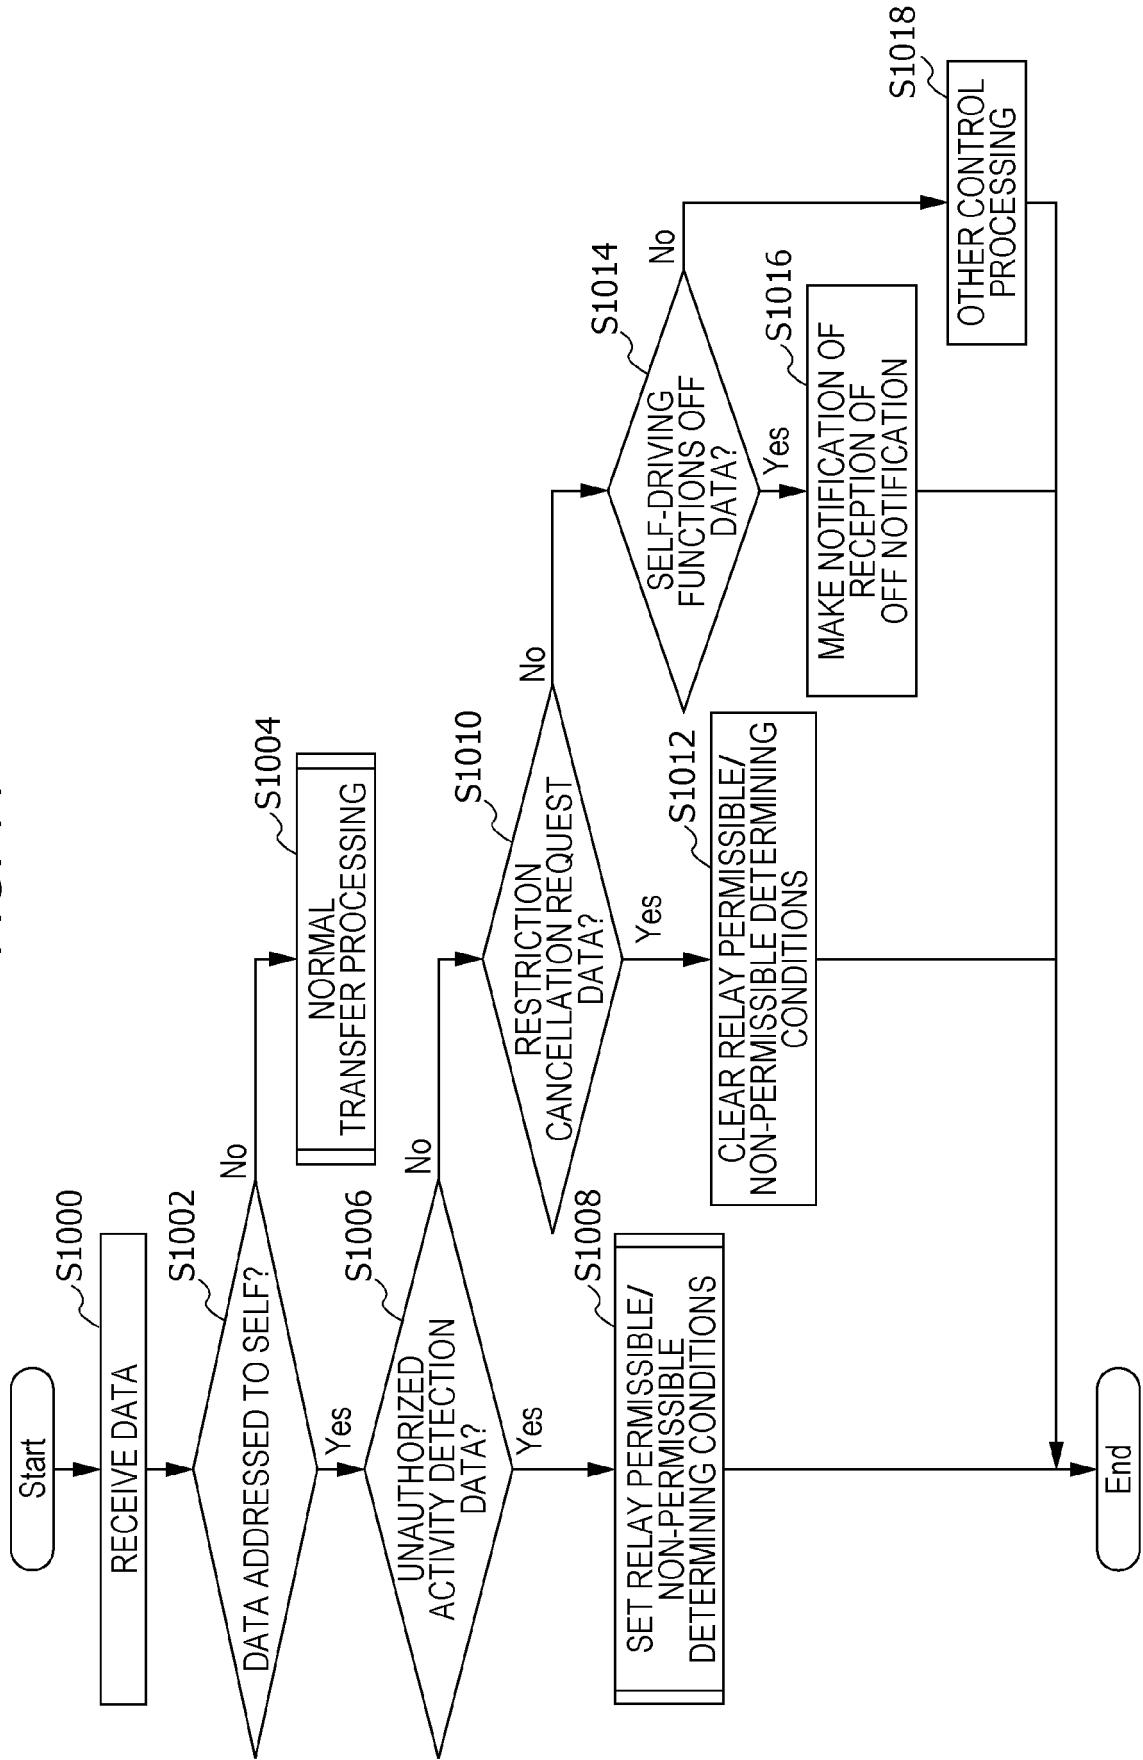 Start
S1000
RECEIVE DATA
S1002
DATA ADDRESSED TO SELF?
No
Yes
S1004
NORMAL
TRANSFER PROCESSING
S1006
UNAUTHORIZED
ACTIVITY DETECTION
DATA?
No
Yes
S1008
SET RELAY PERMISSIBLE/
NON-PERMISSIBLE
DETERMINING CONDITIONS
S1010
RESTRICTION
CANCELLATION REQUEST
DATA?
No
Yes
S1012
CLEAR RELAY PERMISSIBLE/
NON-PERMISSIBLE DETERMINING
CONDITIONS
S1014
SELF-DRIVING
FUNCTIONS OFF
DATA?
No
Yes
S1016
MAKE NOTIFICATION OF
RECEPTION OF
OFF NOTIFICATION
S1018
OTHER CONTROL
PROCESSING
End